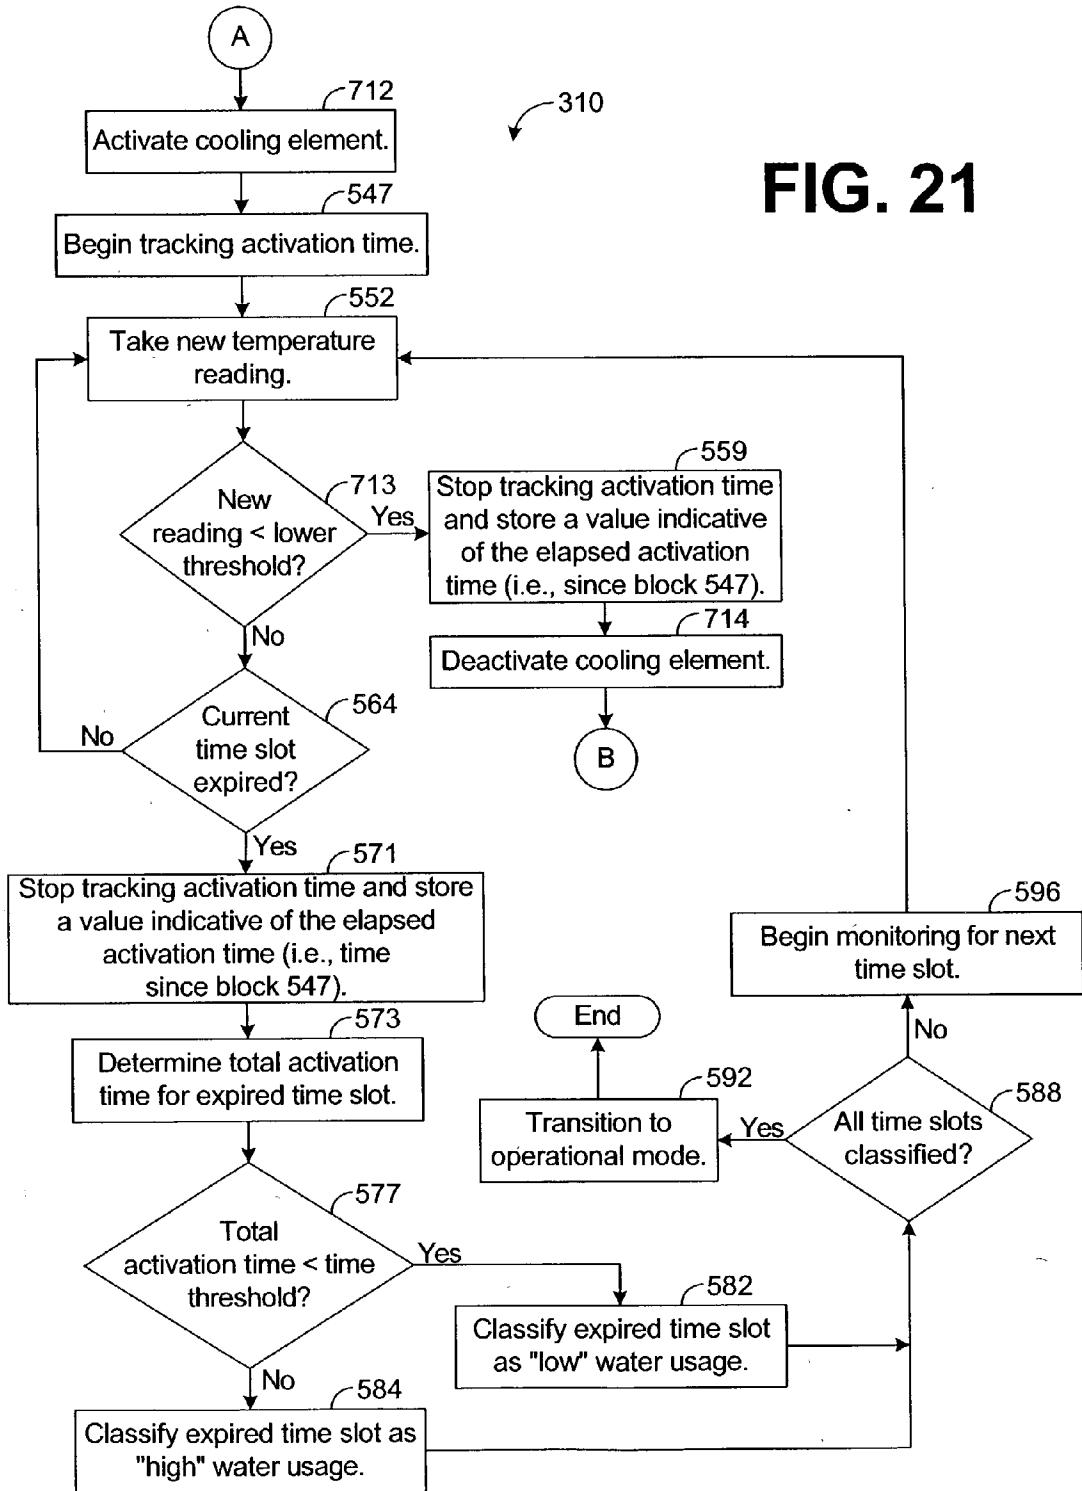 A
712
310
Activate cooling element.
FIG. 21
547
Begin tracking activation time.
552
Take new temperature
reading.
713
New
reading < lower
threshold?
Yes
559
Stop tracking activation time
and store a value indicative
of the elapsed activation
time (i.e., since block 547).
No
714
Deactivate cooling element.
B
564
Current
time slot
expired?
No
Yes
571
Stop tracking activation time and store
a value indicative of the elapsed
activation time (i.e., time
since block 547).
596
Begin monitoring for next
time slot.
573
Determine total activation
time for expired time slot.
End
No
592
Transition to
operational mode.
Yes
588
All time slots
classified?
577
Total
activation time < time
threshold?
Yes
582
Classify expired time slot
as "low" water usage.
No
584
Classify expired time slot as
"high" water usage.